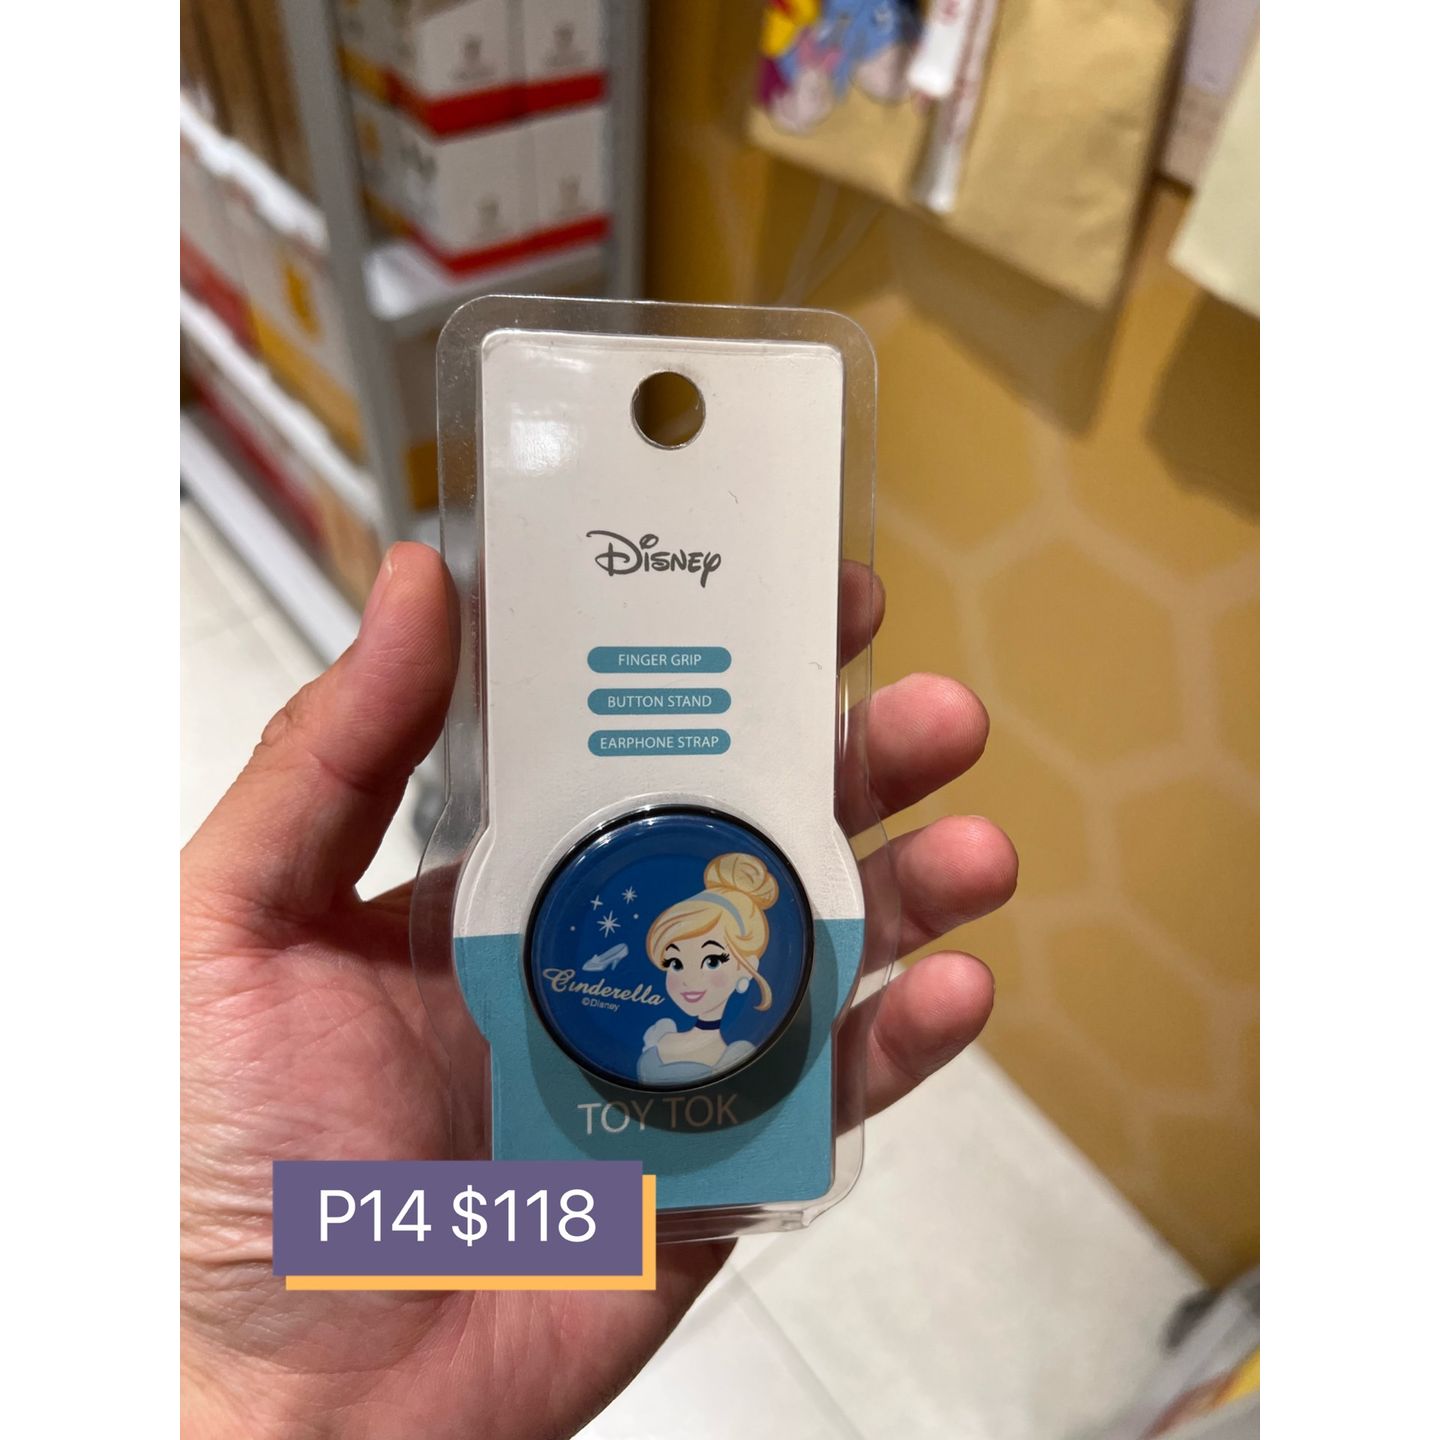 Disney
FINGER GRIP
BUTTON STAND
EARPHONE STRAP
Cinderella
©Disney
TOY TOK
P14 $118